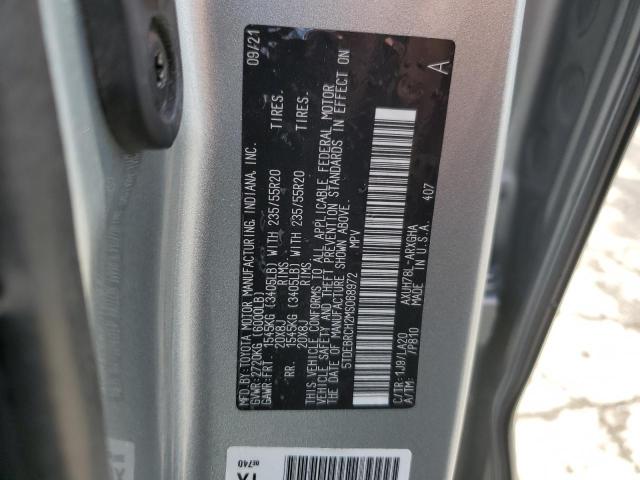 MFD.BY:TOYOTA MOTOR MANUFACTURING, INDIANA, INC. 09/21
GVWR:2720KG (6000LB)
GAWR:FRT. 1545KG (3405LB) WITH 235/55R20 TIRES.
20X8J RIMS
RR. 1545KG (3405LB) WITH 235/55R20 TIRES.
20X8J RIMS
THIS VEHICLE CONFORMS TO ALL APPLICABLE FEDERAL MOTOR
VEHICLE SAFETY AND THEFT PREVENTION STANDARDS IN EFFECT ON
THE DATE OF MANUFACTURE SHOWN ABOVE.
5TDEBRCH2MS068972 MPV
A
C/TR:1J9/LA20 AXUH78L-ARXGHA 407
A/TM: /P810 MADE IN U.S.A.
0E740